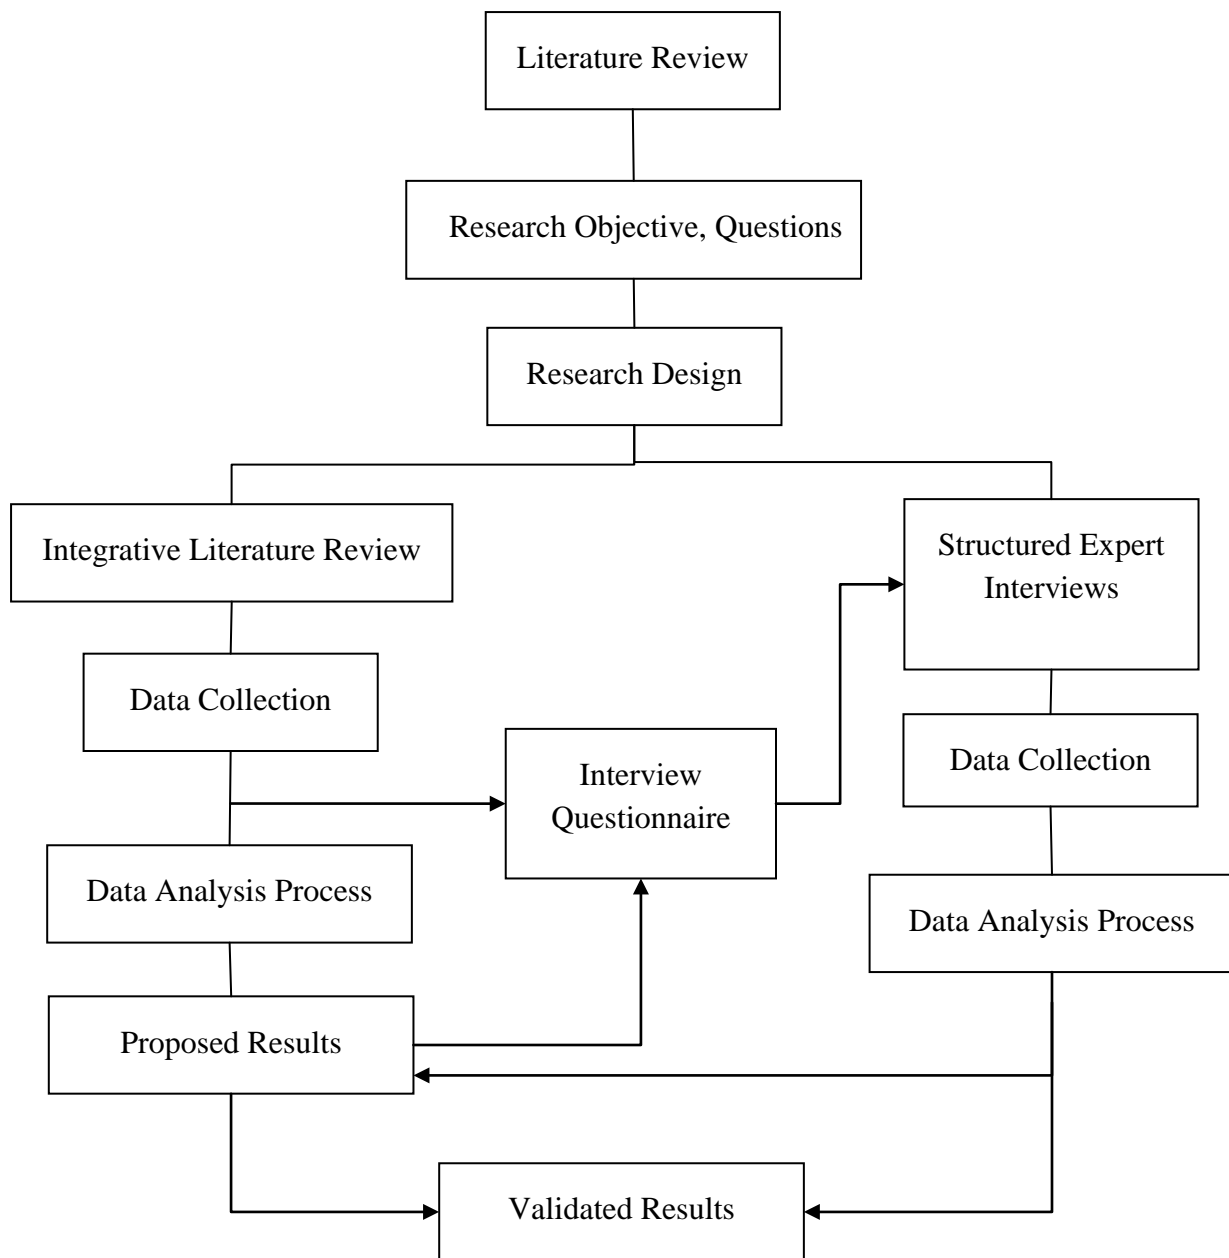 Literature Review
Research Objective, Questions
Research Design
Integrative Literature Review
Structured Expert
Interviews
Data Collection
Interview
Questionnaire
Data Collection
Data Analysis Process
Data Analysis Process
Proposed Results
Validated Results